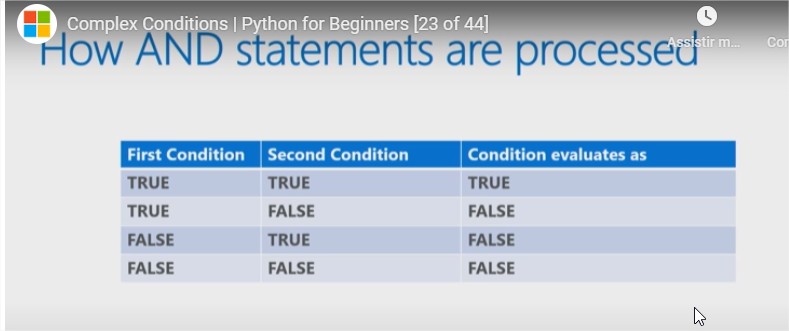 Complex Conditions | Python for Beginners [23 of 44]
How AND statements are processed
Assistir m...
Cor
First Condition Second Condition Condition evaluates as
TRUE TRUE TRUE
TRUE FALSE FALSE
FALSE TRUE FALSE
FALSE FALSE FALSE